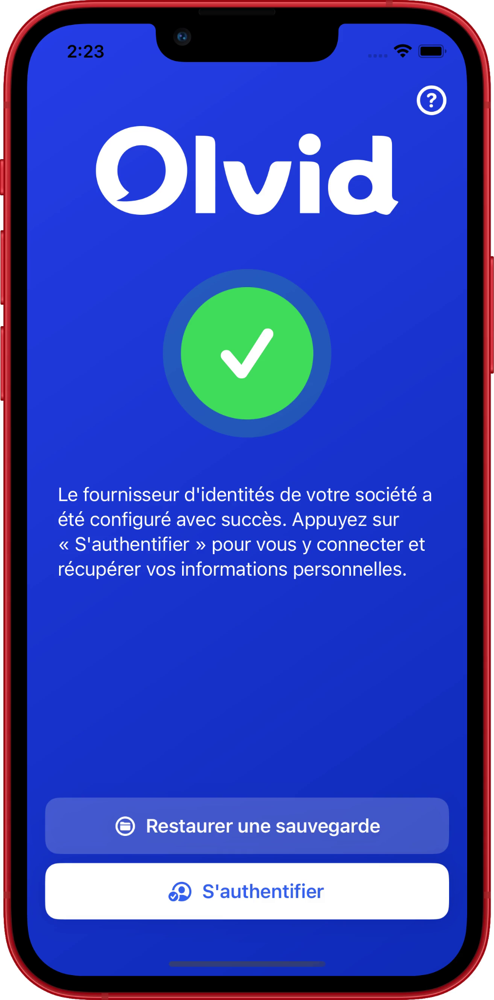 2:23
Olvid
Le fournisseur d'identités de votre société a
été configuré avec succès. Appuyez sur
« S'authentifier » pour vous y connecter et
récupérer vos informations personnelles.
Restaurer une sauvegarde
S'authentifier